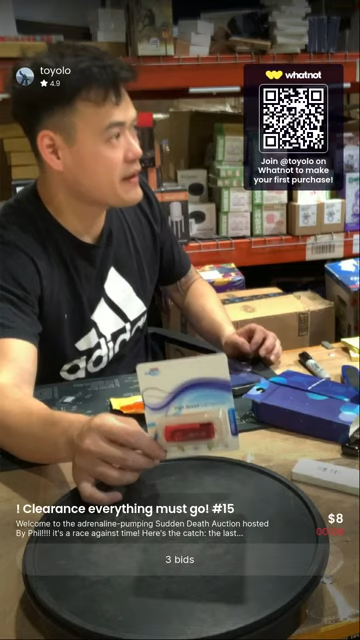 toyolo
★ 4.9
whatnot
Join @toyolo on
Whatnot to make
your first purchase!
adidas
! Clearance everything must go! #15
$8
Welcome to the adrenaline-pumping Sudden Death Auction hosted
By Phil!!!! it's a race against time! Here's the catch: the last...
3 bids